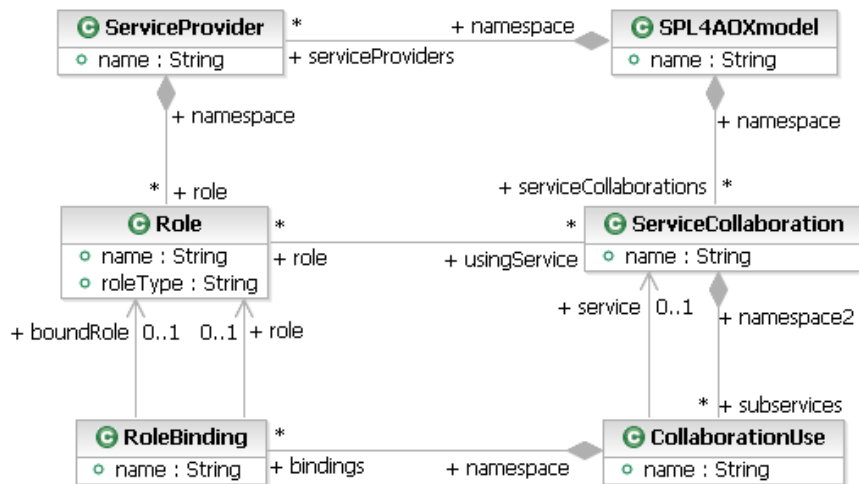 ServiceProvider
name : String
*
+ serviceProviders
+ namespace
SPL4AOXmodel
name : String
+ namespace
+ namespace
* + role
+ serviceCollaborations *
Role
name : String
roleType : String
*
+ role
*
+ usingService
ServiceCollaboration
name : String
+ boundRole 0..1
0..1 + role
+ service 0..1
+ namespace2
* + subservices
RoleBinding
name : String
*
+ bindings
+ namespace
CollaborationUse
name : String